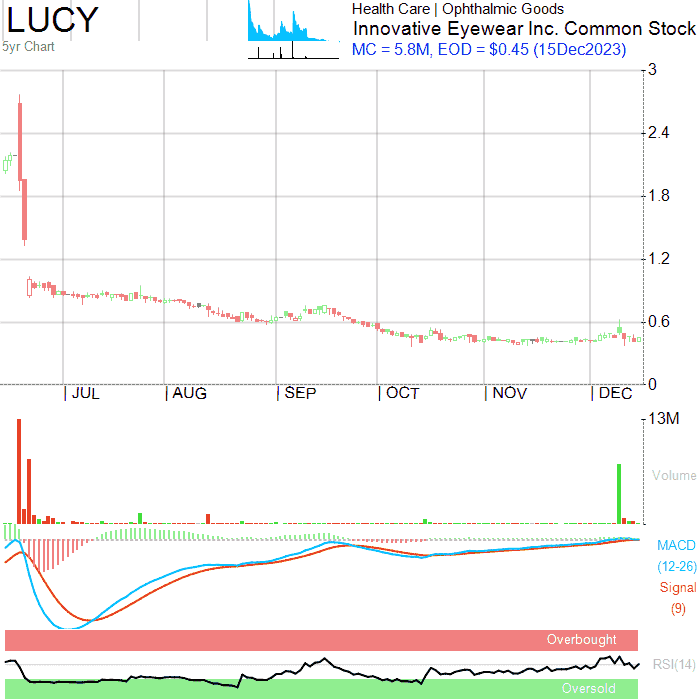 LUCY
5yr Chart
Health Care | Ophthalmic Goods
Innovative Eyewear Inc. Common Stock
MC = 5.8M, EOD = $0.45 (15Dec2023)
3
2.4
1.8
1.2
0.6
0
JUL AUG SEP OCT NOV DEC
13M
Volume
MACD
(12-26)
Signal
(9)
Overbought
RSI(14)
Oversold